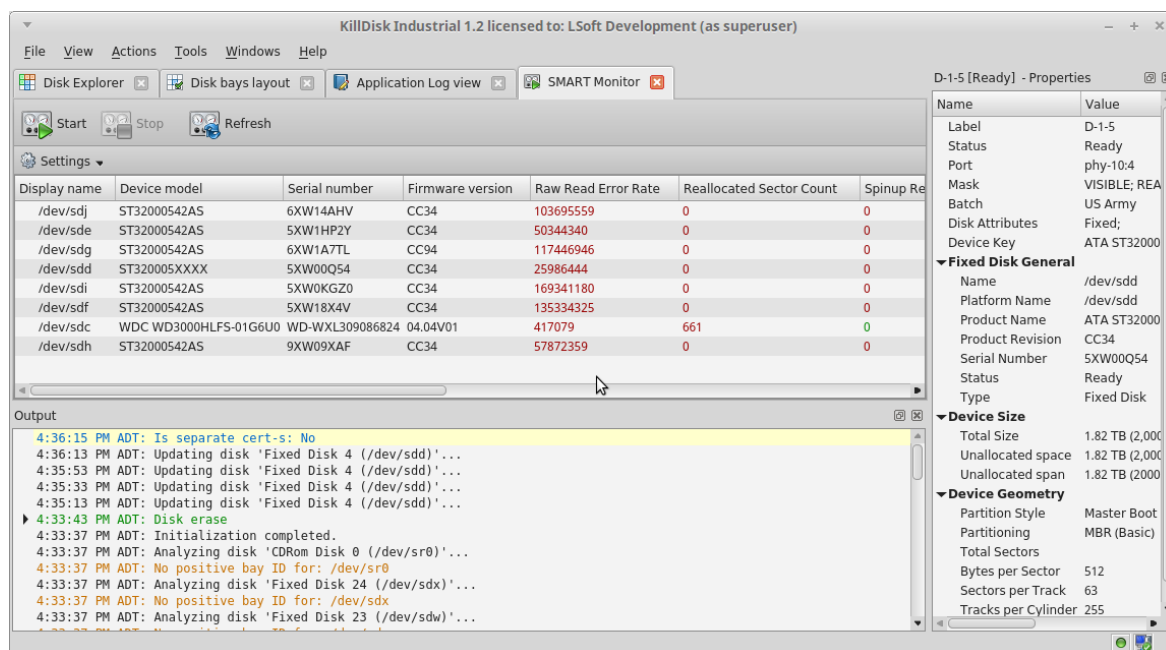 KillDisk Industrial 1.2 licensed to: LSoft Development (as superuser)
File View Actions Tools Windows Help
Disk Explorer Disk bays layout Application Log view SMART Monitor
Start Stop Refresh
Settings
Display name Device model Serial number Firmware version Raw Read Error Rate Reallocated Sector Count Spinup Re
/dev/sdj ST32000542AS 6XW14AHV CC34 103695559 0 0
/dev/sde ST32000542AS 5XW1HP2Y CC34 50344340 0 0
/dev/sdg ST32000542AS 6XW1A7TL CC94 117446946 0 0
/dev/sdd ST320005XXXX 5XW00Q54 CC34 25986444 0 0
/dev/sdi ST32000542AS 5XW0KGZ0 CC34 169341180 0 0
/dev/sdf ST32000542AS 5XW18X4V CC34 135334325 0 0
/dev/sdc WDC WD3000HLFS-01G6U0 WD-WXL309086824 04.04V01 417079 661 0
/dev/sdh ST32000542AS 9XW09XAF CC34 57872359 0 0
Output
4:36:15 PM ADT: Is separate cert-s: No
4:36:13 PM ADT: Updating disk 'Fixed Disk 4 (/dev/sdd)'...
4:35:53 PM ADT: Updating disk 'Fixed Disk 4 (/dev/sdd)'...
4:35:33 PM ADT: Updating disk 'Fixed Disk 4 (/dev/sdd)'...
4:35:13 PM ADT: Updating disk 'Fixed Disk 4 (/dev/sdd)'...
4:33:43 PM ADT: Disk erase
4:33:37 PM ADT: Initialization completed.
4:33:37 PM ADT: Analyzing disk 'CDRom Disk 0 (/dev/sr0)'...
4:33:37 PM ADT: No positive bay ID for: /dev/sr0
4:33:37 PM ADT: Analyzing disk 'Fixed Disk 24 (/dev/sdx)'...
4:33:37 PM ADT: No positive bay ID for: /dev/sdx
4:33:37 PM ADT: Analyzing disk 'Fixed Disk 23 (/dev/sdw)'...
D-1-5 [Ready] - Properties
Name Value
Label D-1-5
Status Ready
Port phy-10:4
Mask VISIBLE; REA
Batch US Army
Disk Attributes Fixed;
Device Key ATA ST32000
Fixed Disk General
Name /dev/sdd
Platform Name /dev/sdd
Product Name ATA ST32000
Product Revision CC34
Serial Number 5XW00Q54
Status Ready
Type Fixed Disk
Device Size
Total Size 1.82 TB (2,000
Unallocated space 1.82 TB (2,000
Unallocated span 1.82 TB (2000
Device Geometry
Partition Style Master Boot
Partitioning MBR (Basic)
Total Sectors
Bytes per Sector 512
Sectors per Track 63
Tracks per Cylinder 255